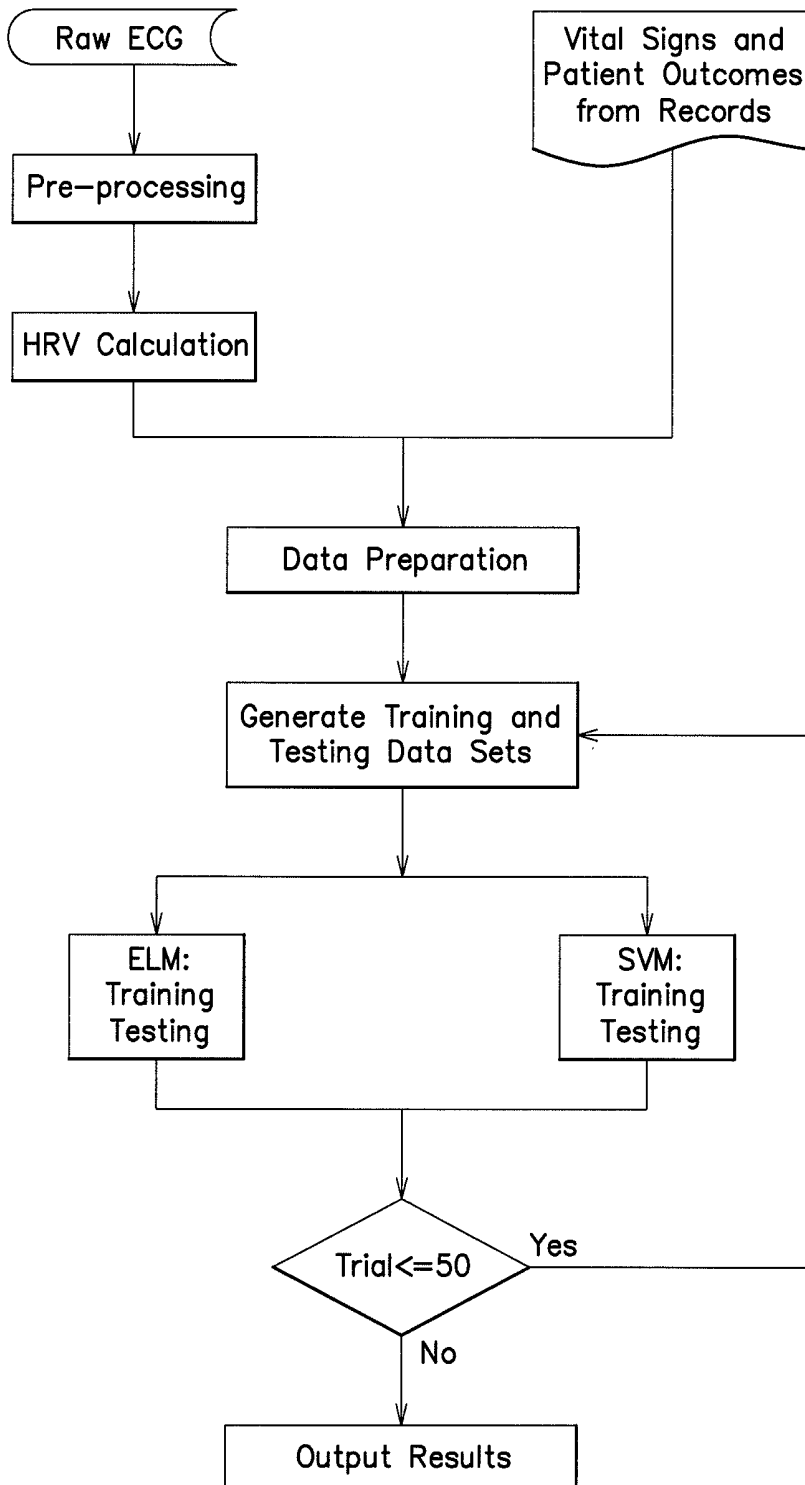 Raw ECG
Vital Signs and
Patient Outcomes
from Records
Pre-processing
HRV Calculation
Data Preparation
Generate Training and
Testing Data Sets
ELM:
Training
Testing
SVM:
Training
Testing
Trial<=50
Yes
No
Output Results